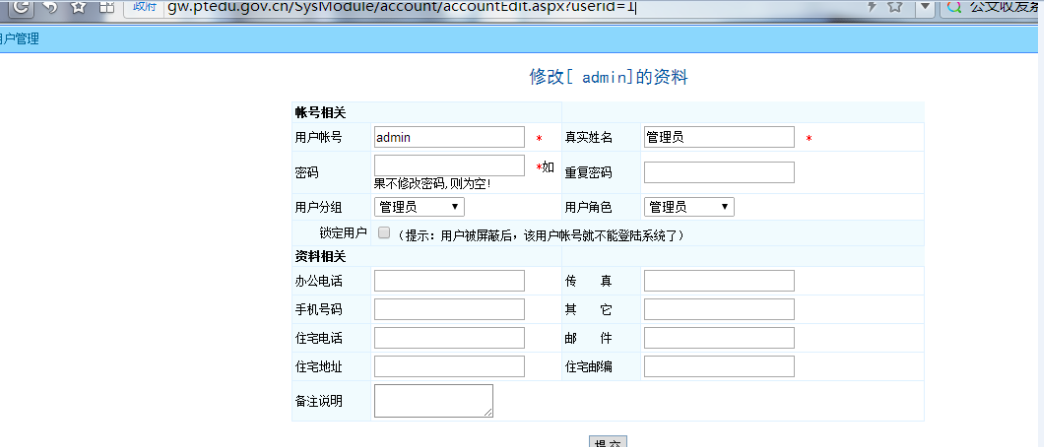 政府 gw.ptedu.gov.cn/SysModule/account/accountEdit.aspx?userid=1 公文收发系
用户管理
修改[ admin]的资料
帐号相关
用户帐号 admin * 真实姓名 管理员 *
密码 *如 重复密码
果不修改密码,则为空!
用户分组 管理员 用户角色 管理员
锁定用户 (提示: 用户被屏蔽后, 该用户帐号就不能登陆系统了)
资料相关
办公电话 传 真
手机号码 其 它
住宅电话 邮 件
住宅地址 住宅邮编
备注说明
提 交